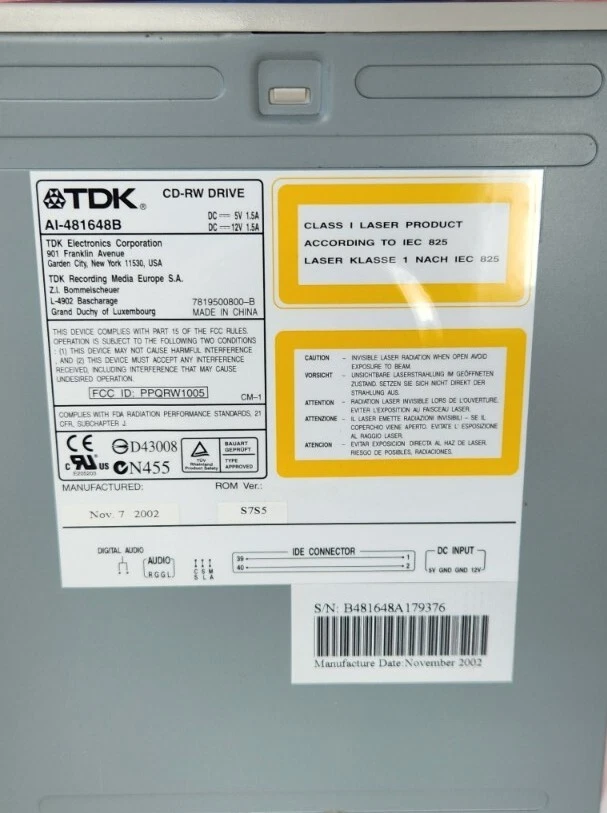 TDK® CD-RW DRIVE
AI-481648B
DC 5V 1.5A
DC 12V 1.5A
TDK Electronics Corporation
901 Franklin Avenue
Garden City, New York 11530, USA
TDK Recording Media Europe S.A.
Z.I. Bommelscheuer
L-4902 Bascharage 7819500800-B
Grand Duchy of Luxembourg MADE IN CHINA
THIS DEVICE COMPLIES WITH PART 15 OF THE FCC RULES.
OPERATION IS SUBJECT TO THE FOLLOWING TWO CONDITIONS
: (1) THIS DEVICE MAY NOT CAUSE HARMFUL INTERFERENCE
, AND (2) THIS DEVICE MUST ACCEPT ANY INTERFERENCE
RECEIVED, INCLUDING INTERFERENCE THAT MAY CAUSE
UNDESIRED OPERATION.
FCC ID: PPQRW1005 CM-1
COMPLIES WITH FDA RADIATION PERFORMANCE STANDARDS, 21
CFR, SUBCHAPTER J.
CE D43008
c RU US N455
TÜV
Rheinland
Product Safety
BAUART
GEPRÜFT
TYPE
APPROVED
MANUFACTURED: ROM Ver.:
Nov. 7 2002 S7S5
CLASS I LASER PRODUCT
ACCORDING TO IEC 825
LASER KLASSE 1 NACH IEC 825
CAUTION - INVISIBLE LASER RADIATION WHEN OPEN AVOID
EXPOSURE TO BEAM
VORSICHT - UNSICHTBARE LASERSTRAHLUNG IM GEÖFFNETEN
ZUSTAND. SETZEN SIE SICH NICHT DIREKT DER
STRAHLUNG AUS.
ATTENTION - RADIATION LASER INVISIBLE LORS DE L'OUVERTURE.
EVITER L'EXPOSITION AU FAISCEAU LASER.
ATTENZIONE - IL LASER EMETTE RADIAZIONI INVISIBILI - SE IL
COPERCHIO VIENE APERTO, EVITATE L' ESPOSIZIONE
AL RAGGIO LASER.
ATENCION - EVITAR EXPOSICION DIRECTA AL HAZ DE LASER.
RIESGO DE POSIBLES, RADIACIONES.
DIGITAL AUDIO
AUDIO
R G G L
C S M
S L A
IDE CONNECTOR
39 1
40 2
DC INPUT
5V GND GND 12V
S/N: B481648A179376
Manufacture Date:November 2002